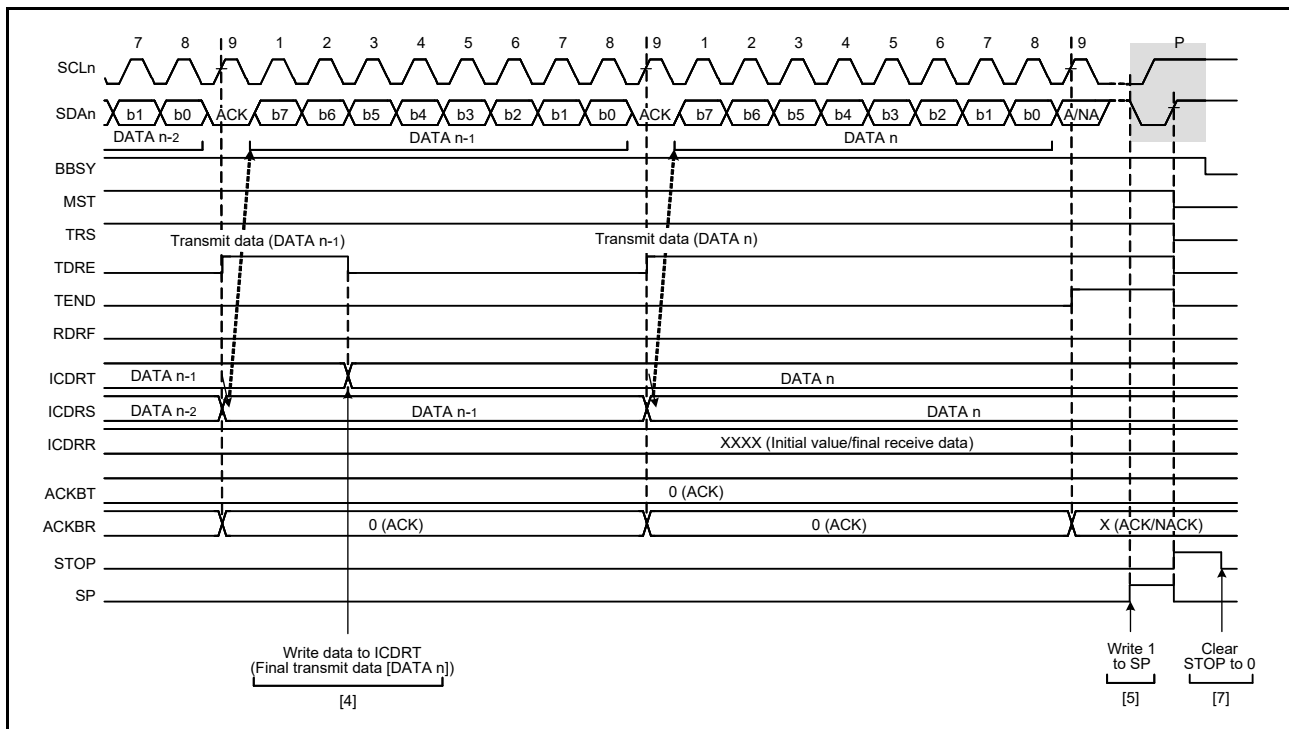 7 8 9 1 2 3 4 5 6 7 8 9 1 2 3 4 5 6 7 8 9 P
SCLn
SDAn b1 b0 ACK b7 b6 b5 b4 b3 b2 b1 b0 ACK b7 b6 b5 b4 b3 b2 b1 b0 A/NA
DATA n-2 DATA n-1 DATA n
BBSY
MST
TRS
Transmit data (DATA n-1) Transmit data (DATA n)
TDRE
TEND
RDRF
ICDRT DATA n-1 DATA n
ICDRS DATA n-2 DATA n-1 DATA n
ICDRR XXXX (Initial value/final receive data)
ACKBT 0 (ACK)
ACKBR 0 (ACK) 0 (ACK) X (ACK/NACK)
STOP
SP
Write data to ICDRT
(Final transmit data [DATA n])
[4]
Write 1
to SP
[5]
Clear
STOP to 0
[7]